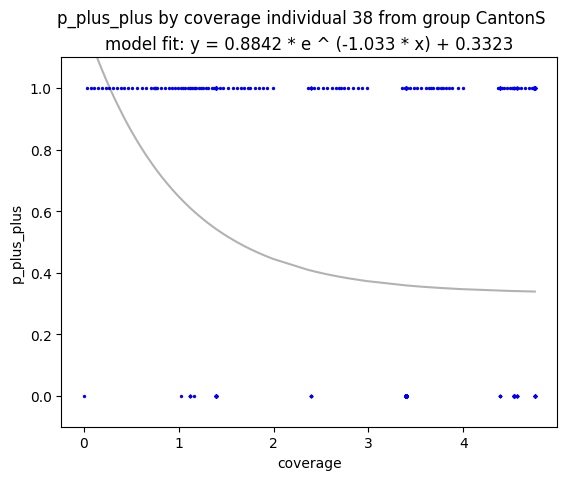 p_plus_plus by coverage individual 38 from group CantonS
model fit: y = 0.8842 * e ^ (-1.033 * x) + 0.3323
1.0
0.8
0.6
0.4
0.2
0.0
p_plus_plus
0 1 2 3 4
coverage